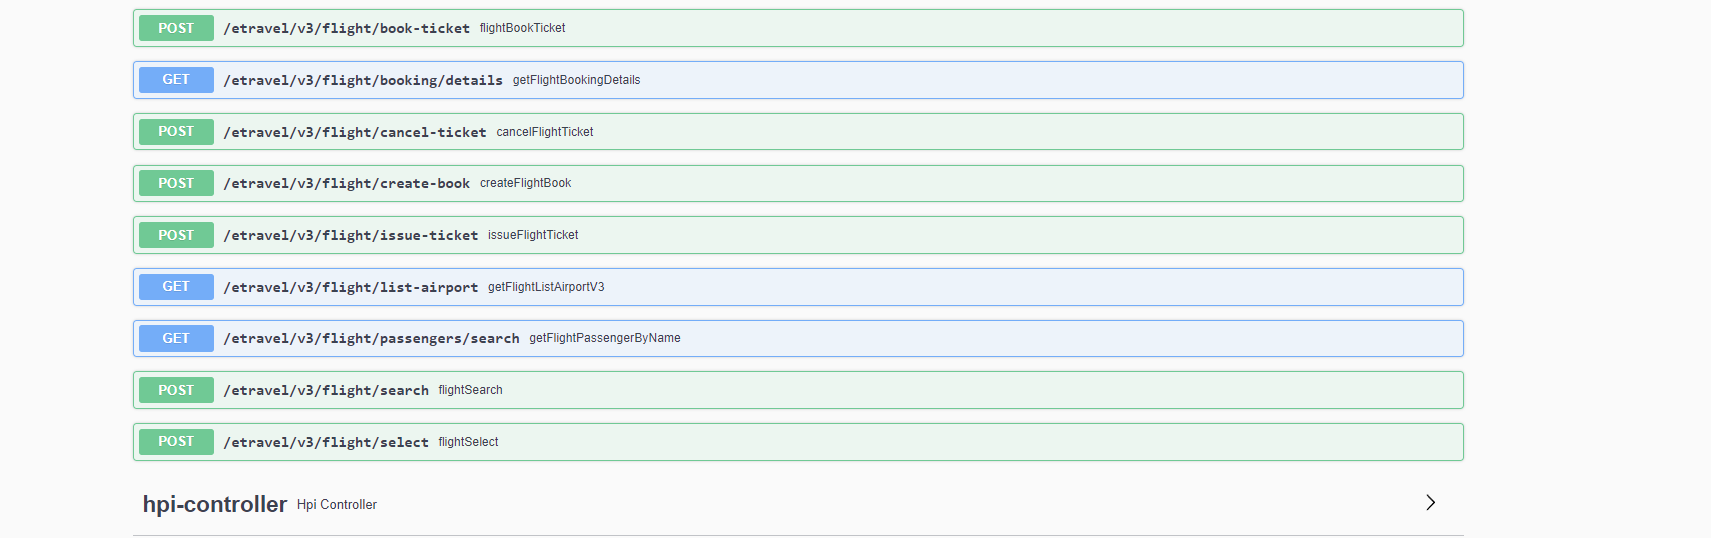 POST /etravel/v3/flight/book-ticket flightBookTicket
GET /etravel/v3/flight/booking/details getFlightBookingDetails
POST /etravel/v3/flight/cancel-ticket cancelFlightTicket
POST /etravel/v3/flight/create-book createFlightBook
POST /etravel/v3/flight/issue-ticket issueFlightTicket
GET /etravel/v3/flight/list-airport getFlightListAirportV3
GET /etravel/v3/flight/passengers/search getFlightPassengerByName
POST /etravel/v3/flight/search flightSearch
POST /etravel/v3/flight/select flightSelect
hpi-controller Hpi Controller